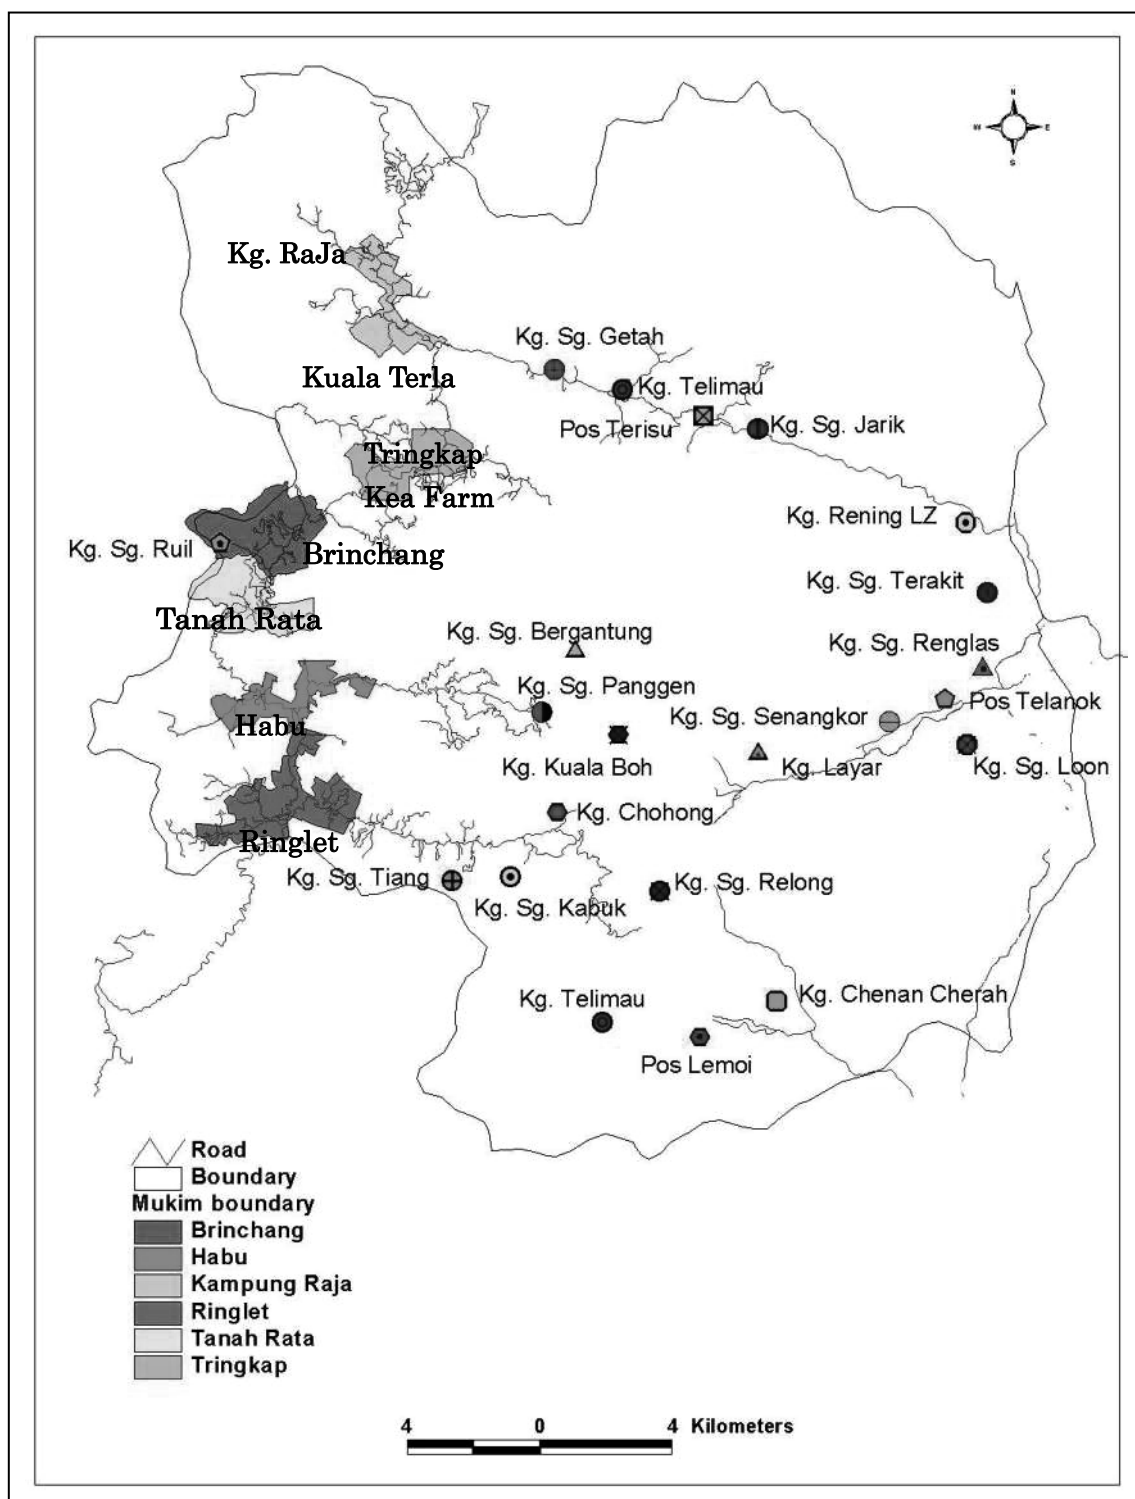 N
W E
S
Kg. RaJa
Kg. Sg. Getah
Kuala Terla
Kg. Telimau
Pos Terisu
Kg. Sg. Jarik
Tringkap
Kea Farm
Kg. Rening LZ
Kg. Sg. Ruil
Brinchang
Kg. Sg. Terakit
Tanah Rata
Kg. Sg. Bergantung
Kg. Sg. Renglas
Kg. Sg. Panggen
Pos Telanok
Kg. Sg. Senangkor
Habu
Kg. Kuala Boh
Kg. Layar
Kg. Sg. Loon
Kg. Chohong
Ringlet
Kg. Sg. Tiang
Kg. Sg. Relong
Kg. Sg. Kabuk
Kg. Telimau
Kg. Chenan Cherah
Pos Lemoi
Road
Boundary
Mukim boundary
Brinchang
Habu
Kampung Raja
Ringlet
Tanah Rata
Tringkap
4 0 4 Kilometers